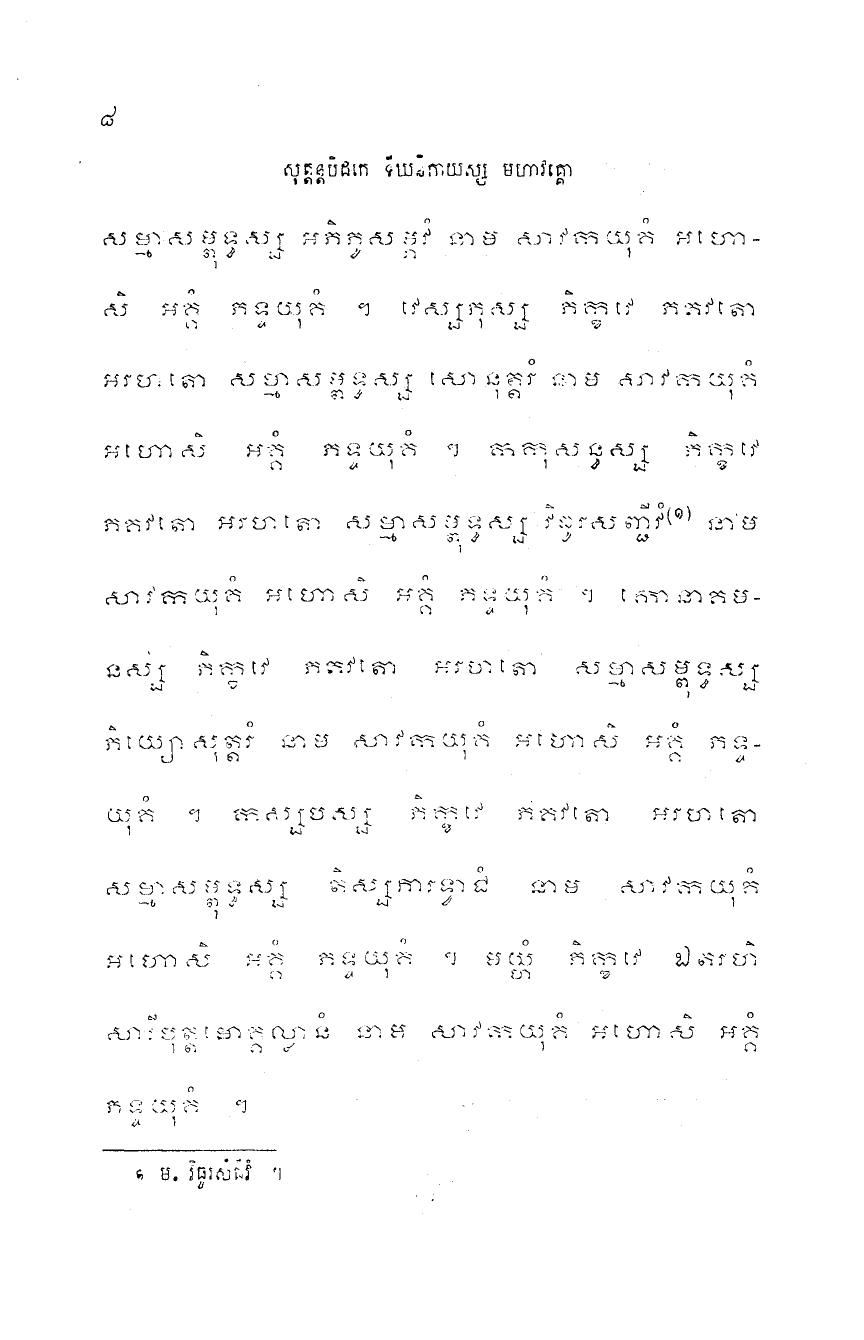 ៨
សុត្តន្តបិដកេ ទីឃនិកាយស្ស មហាវគ្គោ
សម្មាសម្ពុទ្ធស្ស អភិភូសម្ភវំ នាម សាវកយុគំ អហោ-
សិ អគ្គំ ភទ្ទយុគំ ។ វេស្សភុស្ស ភិក្ខវេ ភគវតោ
អរហតោ សម្មាសម្ពុទ្ធស្ស សោនុត្តរំ នាម សាវកយុគំ
អហោសិ អគ្គំ ភទ្ទយុគំ ។ កកុសន្ធស្ស ភិក្ខវេ
ភគវតោ អរហតោ សម្មាសម្ពុទ្ធស្ស វិធូរសញ្ជីវំ(១) នាម
សាវកយុគំ អហោសិ អគ្គំ ភទ្ទយុគំ ។ កោនាគម-
នស្ស ភិក្ខវេ ភគវតោ អរហតោ សម្មាសម្ពុទ្ធស្ស
ភិយ្យោសុត្តរំ នាម សាវកយុគំ អហោសិ អគ្គំ ភទ្ទ-
យុគំ ។ កស្សបស្ស ភិក្ខវេ ភគវតោ អរហតោ
សម្មាសម្ពុទ្ធស្ស តិស្សភារទ្វាជំ នាម សាវកយុគំ
អហោសិ អគ្គំ ភទ្ទយុគំ ។ មយ្ហំ ភិក្ខវេ ឯតរហិ
សារីបុត្តមោគ្គល្លានំ នាម សាវកយុគំ អហោសិ អគ្គំ
ភទ្ទយុគំ ។
១ ម. វិធូរសំជីវំ ។